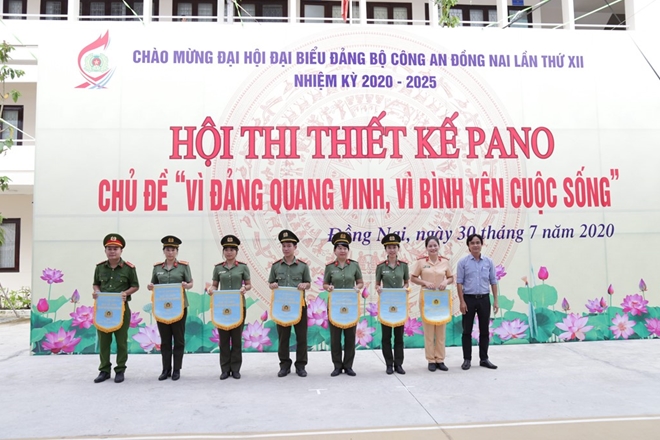 CHÀO MỪNG ĐẠI HỘI ĐẠI BIỂU ĐẢNG BỘ CÔNG AN ĐỒNG NAI LẦN THỨ XII
NHIỆM KỲ 2020 - 2025
HỘI THI THIẾT KẾ PANO
CHỦ ĐỀ "VÌ ĐẢNG QUANG VINH, VÌ BÌNH YÊN CUỘC SỐNG"
Đồng Nai, ngày 30 tháng 7 năm 2020